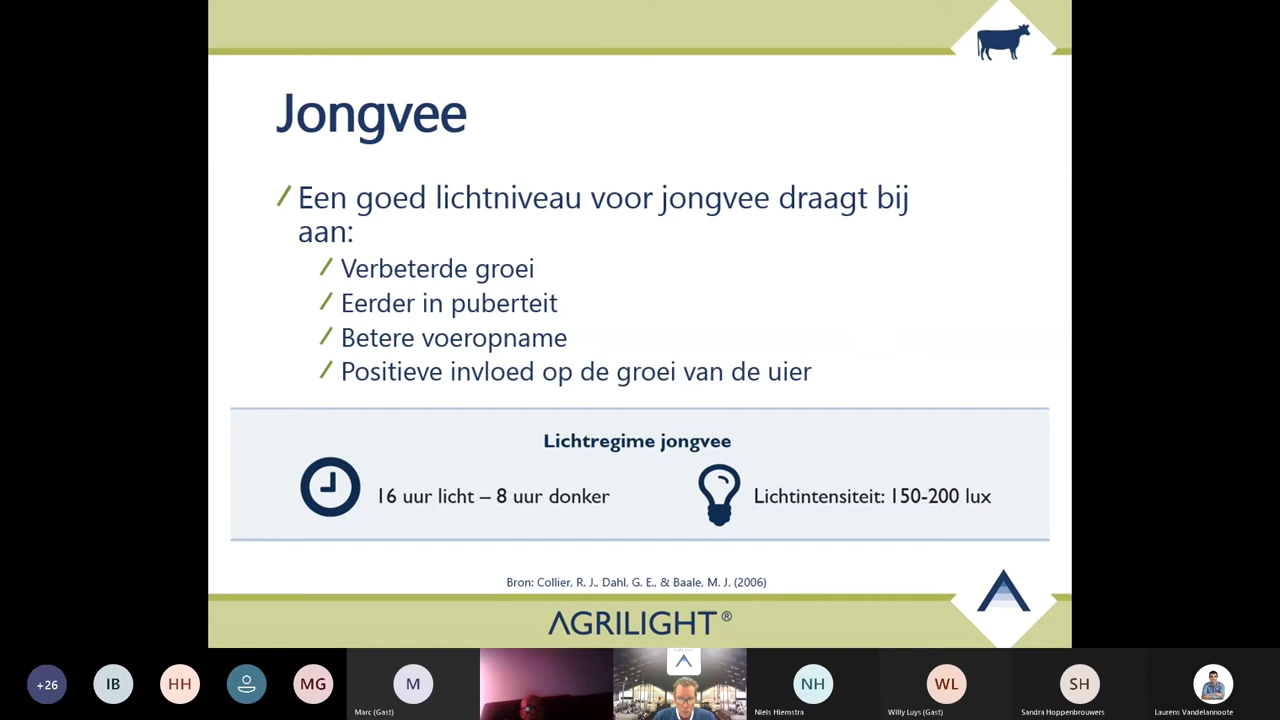 Jongvee
Een goed lichtniveau voor jongvee draagt bij
aan:
Verbeterde groei
Eerder in puberteit
Betere voeropname
Positieve invloed op de groei van de uier
Lichtregime jongvee
16 uur licht – 8 uur donker
Lichtintensiteit: 150-200 lux
Bron: Collier, R. J., Dahl, G. E., & Baale, M. J. (2006)
AGRILIGHT®
+26
IB
HH
MG
M
NH
WL
SH
Marc (Gast)
Niels Hiemstra
Willy Luys (Gast)
Sandra Hoppenbrouwers
Laurens Vandelannoote